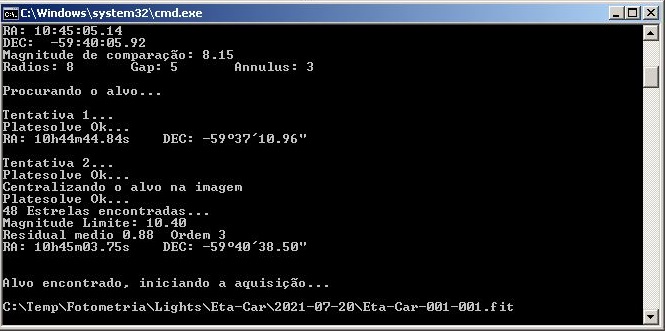 C:\Windows\system32\cmd.exe
RA: 10:45:05.14
DEC:  -59:40:05.92
Magnitude de comparação: 8.15
Radios: 8       Gap: 5       Annulus: 3
Procurando o alvo...
Tentativa 1...
Platesolve Ok...
RA: 10h44m44.84s    DEC: -59º37´10.96"
Tentativa 2...
Platesolve Ok...
Centralizando o alvo na imagem
Platesolve Ok...
48 Estrelas encontradas...
Magnitude Limite: 10.40
Residual medio 0.88  Ordem 3
RA: 10h45m03.75s    DEC: -59º40´38.50"
Alvo encontrado, iniciando a aquisição...
C:\Temp\Fotometria\Lights\Eta-Car\2021-07-20\Eta-Car-001-001.fit